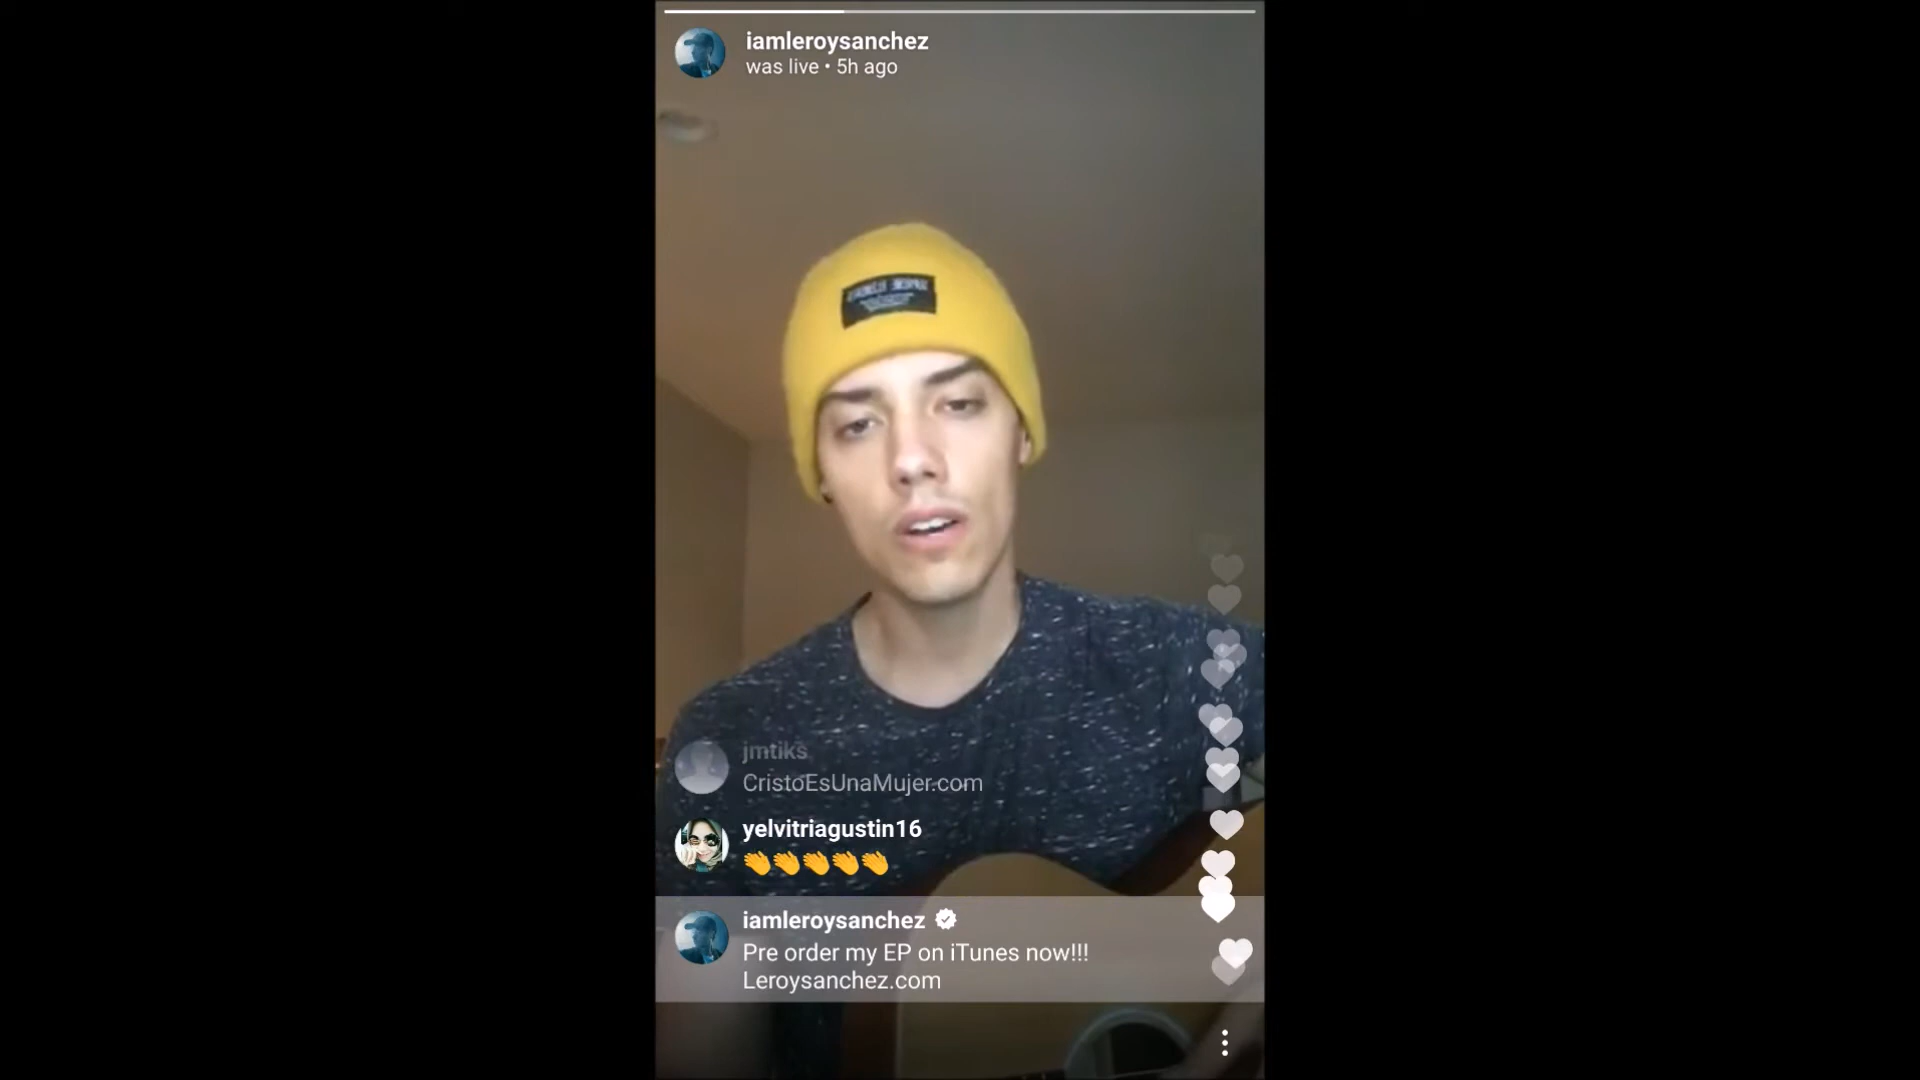 iamleroysanchez
was live • 5h ago
jmtiks
CristoEsUnaMujer.com
yelvitriagustin16
👏👏👏👏👏
iamleroysanchez
Pre order my EP on iTunes now!!!
Leroysanchez.com